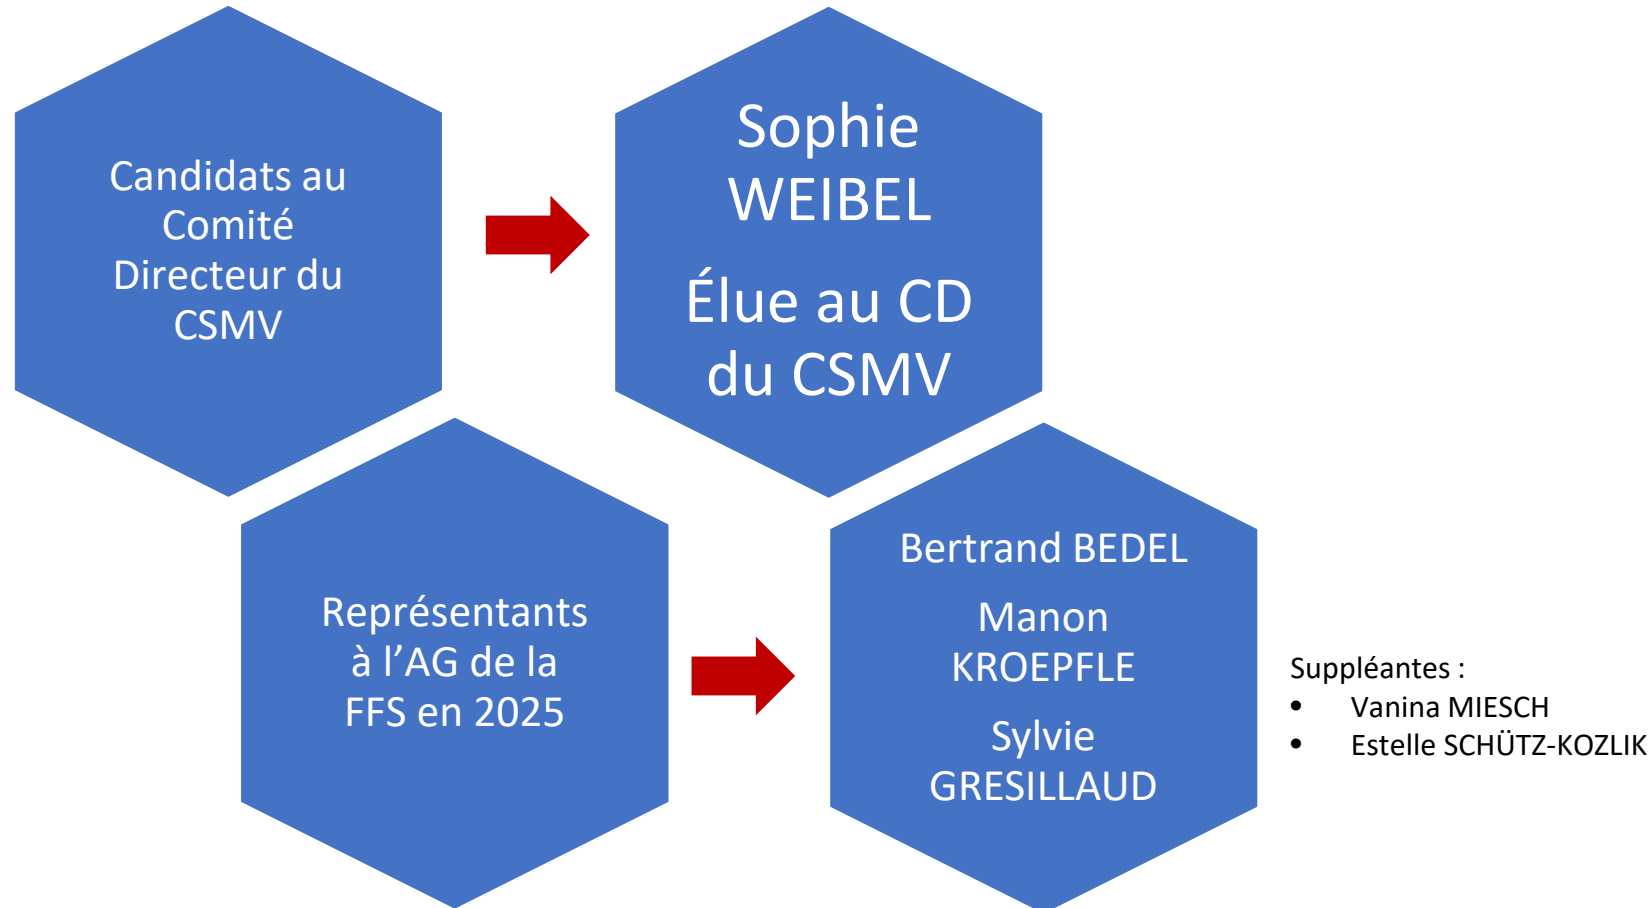 Candidats au
Comité
Directeur du
CSMV
Sophie
WEIBEL
Élue au CD
du CSMV
Représentants
à l’AG de la
FFS en 2025
Bertrand BEDEL
Manon
KROEPFLE
Sylvie
GRESILLAUD
Suppléantes :
• Vanina MIESCH
• Estelle SCHÜTZ-KOZLIK